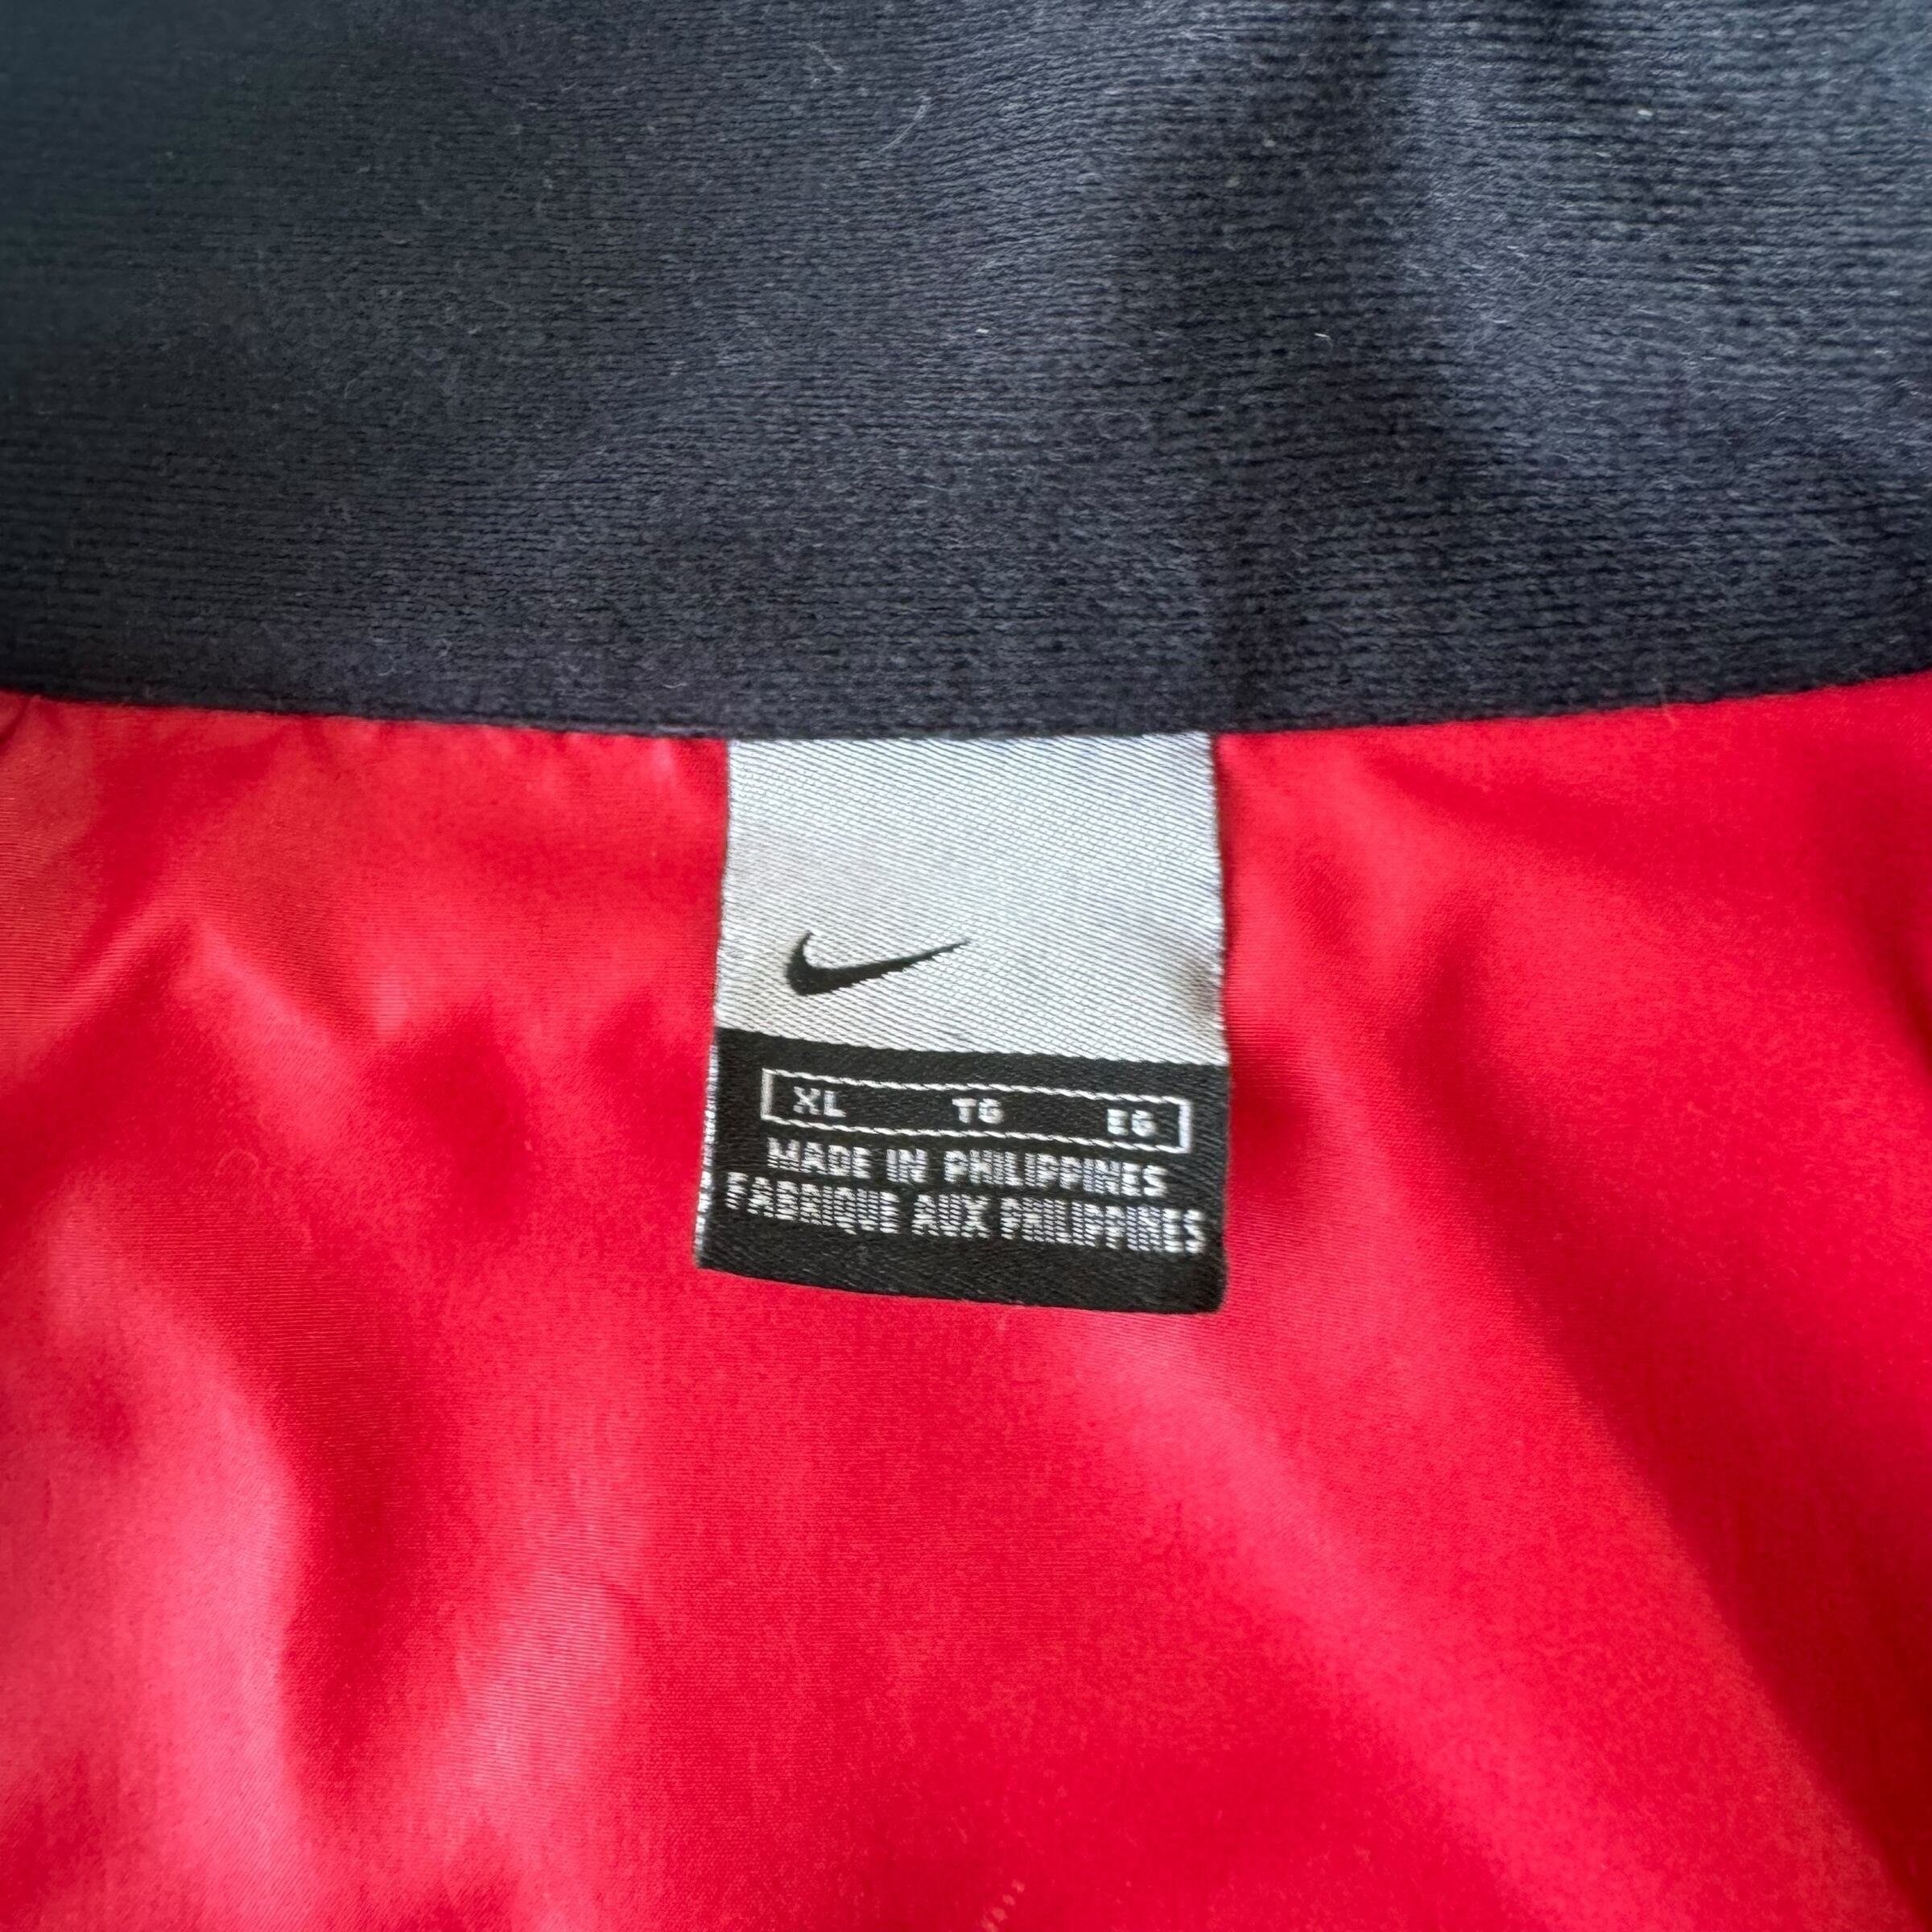 XL TG EG
MADE IN PHILIPPINES
FABRIQUE AUX PHILIPPINES